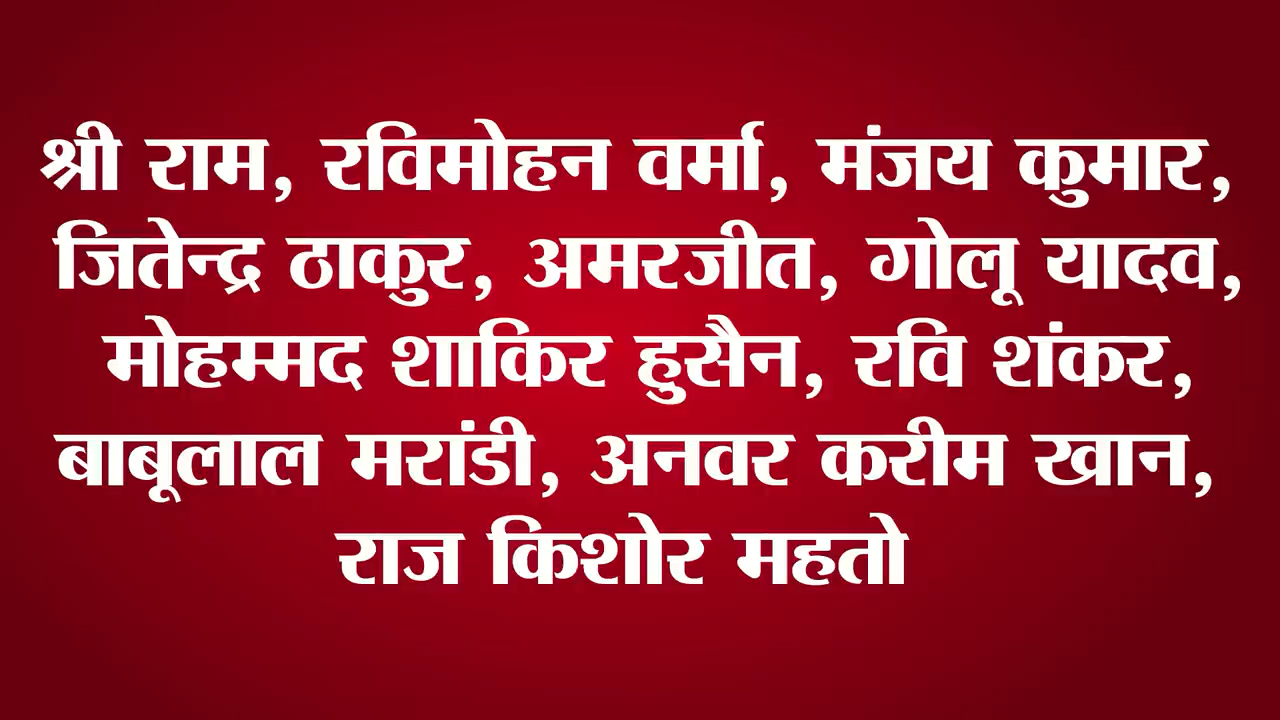 श्री राम, रविमोहन वर्मा, मंजय कुमार,
जितेन्द्र ठाकुर, अमरजीत, गोलू यादव,
मोहम्मद शाकिर हुसैन, रवि शंकर,
बाबूलाल मरांडी, अनवर करीम खान,
राज किशोर महतो